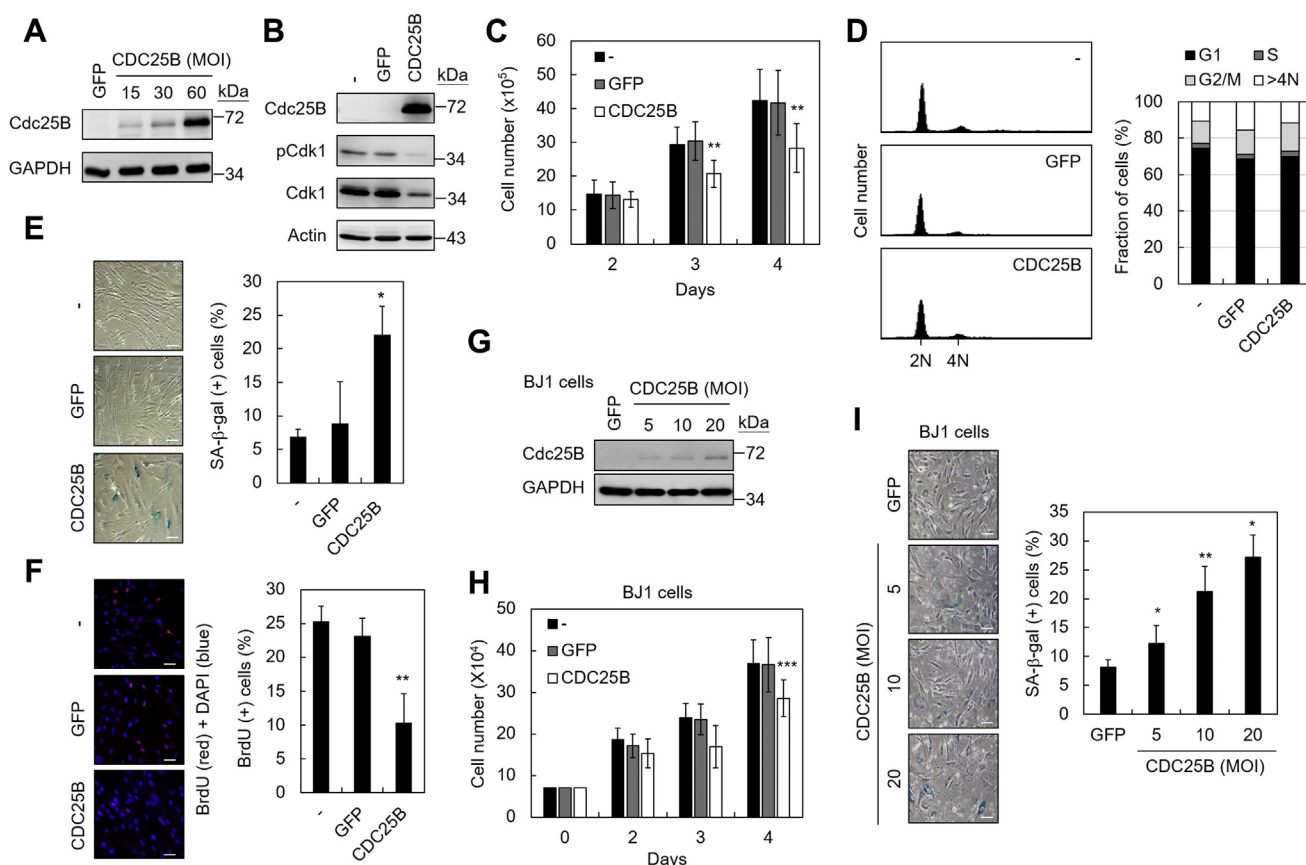 A
CDC25B (MOI)
GFP
15 30 60 kDa
Cdc25B
72
GAPDH
34
B
- GFP CDC25B
kDa
Cdc25B
72
pCdk1
34
Cdk1
34
Actin
43
C
60
50
40
30
20
10
0
Cell number (x10⁵)
-
GFP
CDC25B
**
**
2 3 4
Days
D
-
GFP
CDC25B
Cell number
2N 4N
G1 S
G2/M >4N
100
80
60
40
20
0
Fraction of cells (%)
- GFP CDC25B
E
-
GFP
CDC25B
SA-β-gal (+) cells (%)
30
25
20
15
10
5
0
*
- GFP CDC25B
F
-
GFP
CDC25B
BrdU (red) + DAPI (blue)
BrdU (+) cells (%)
30
25
20
15
10
5
0
**
- GFP CDC25B
G
BJ1 cells
CDC25B (MOI)
GFP
5 10 20 kDa
Cdc25B
72
GAPDH
34
H
BJ1 cells
50
40
30
20
10
0
Cell number (X10⁴)
-
GFP
CDC25B
***
0 2 3 4
Days
I
BJ1 cells
GFP
5
10
20
CDC25B (MOI)
SA-β-gal (+) cells (%)
35
30
25
20
15
10
5
0
*
**
*
GFP 5 10 20
CDC25B (MOI)